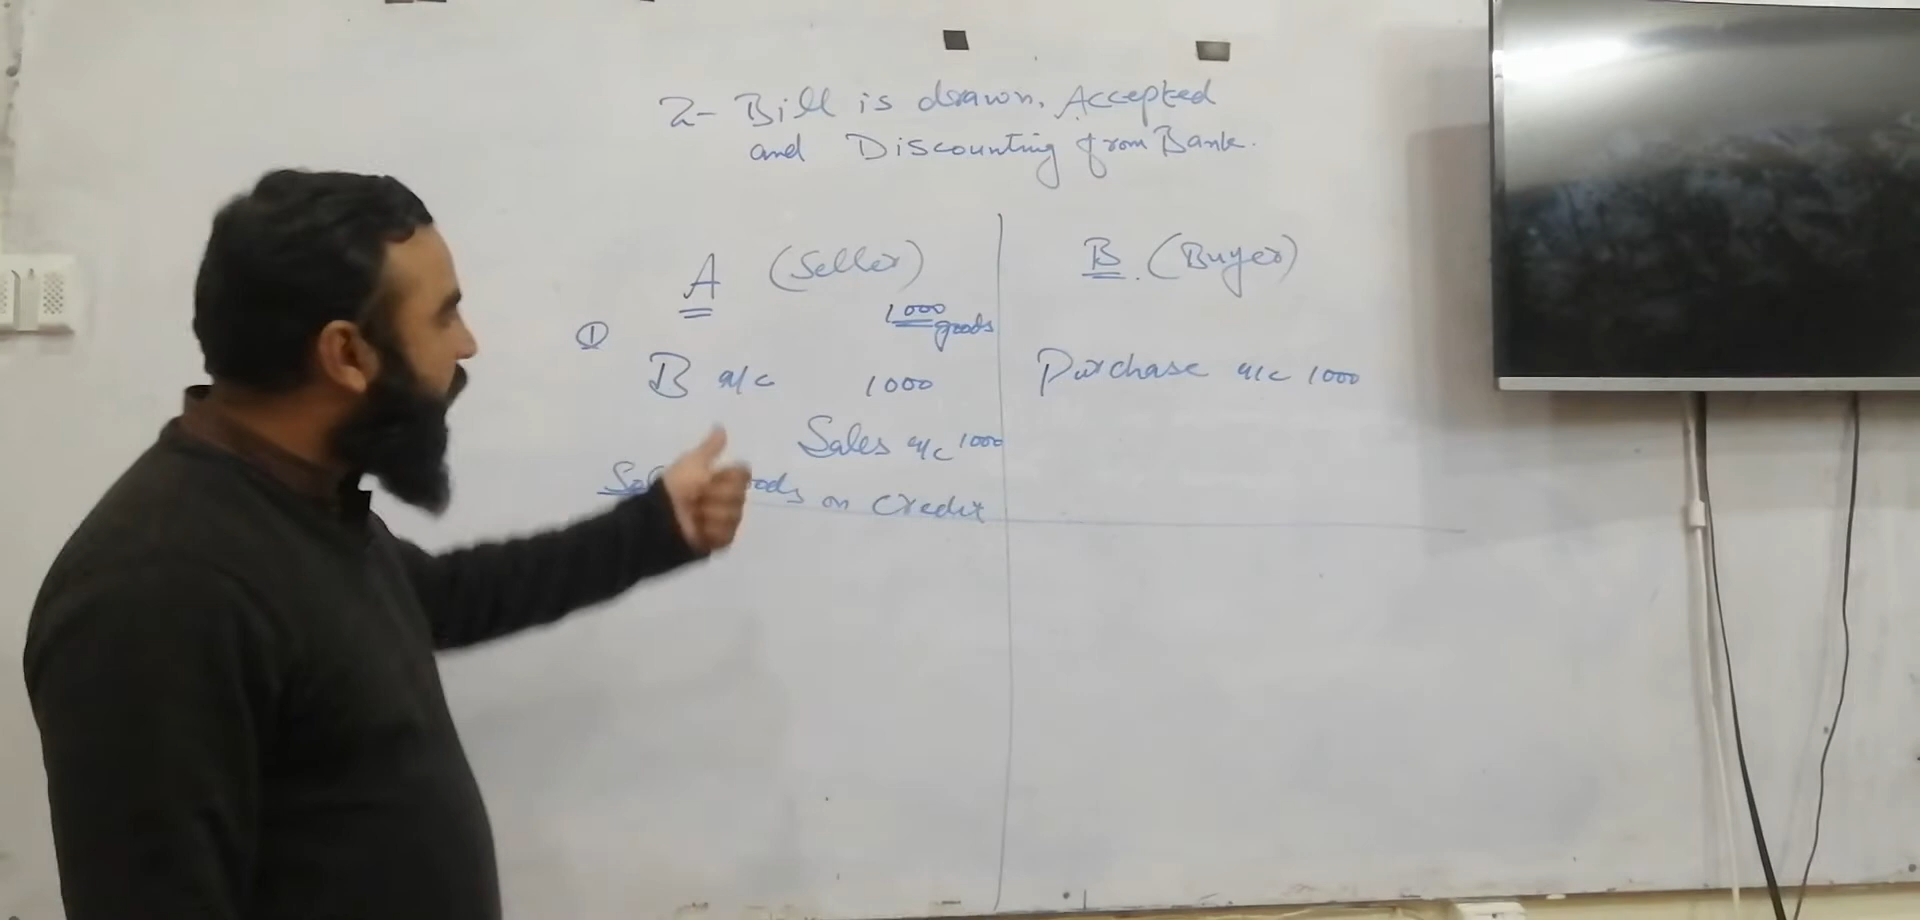 2- Bill is drawn, Accepted
and Discounting from Bank.
A (Seller)
1000
goods
①
B a/c 1000
Sales a/c 1000
on Credit
B. (Buyer)
Purchase a/c 1000